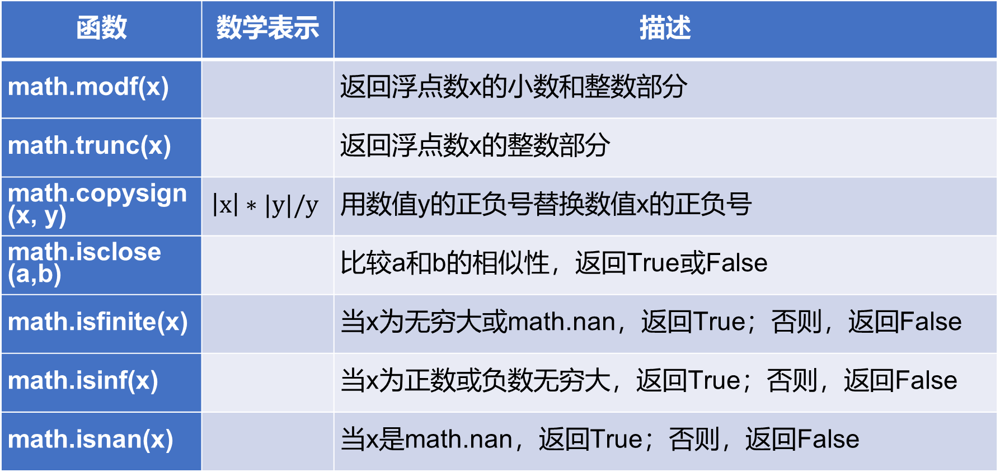 函数 数学表示 描述
math.modf(x) 返回浮点数x的小数和整数部分
math.trunc(x) 返回浮点数x的整数部分
math.copysign
(x, y) |x| ∗ |y|/y 用数值y的正负号替换数值x的正负号
math.isclose
(a,b) 比较a和b的相似性，返回True或False
math.isfinite(x) 当x为无穷大或math.nan，返回True；否则，返回False
math.isinf(x) 当x为正数或负数无穷大，返回True；否则，返回False
math.isnan(x) 当x是math.nan，返回True；否则，返回False